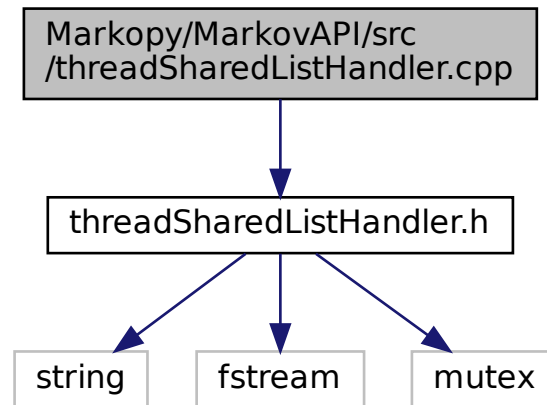 Markopy/MarkovAPI/src
/threadSharedListHandler.cpp
threadSharedListHandler.h
string
fstream
mutex